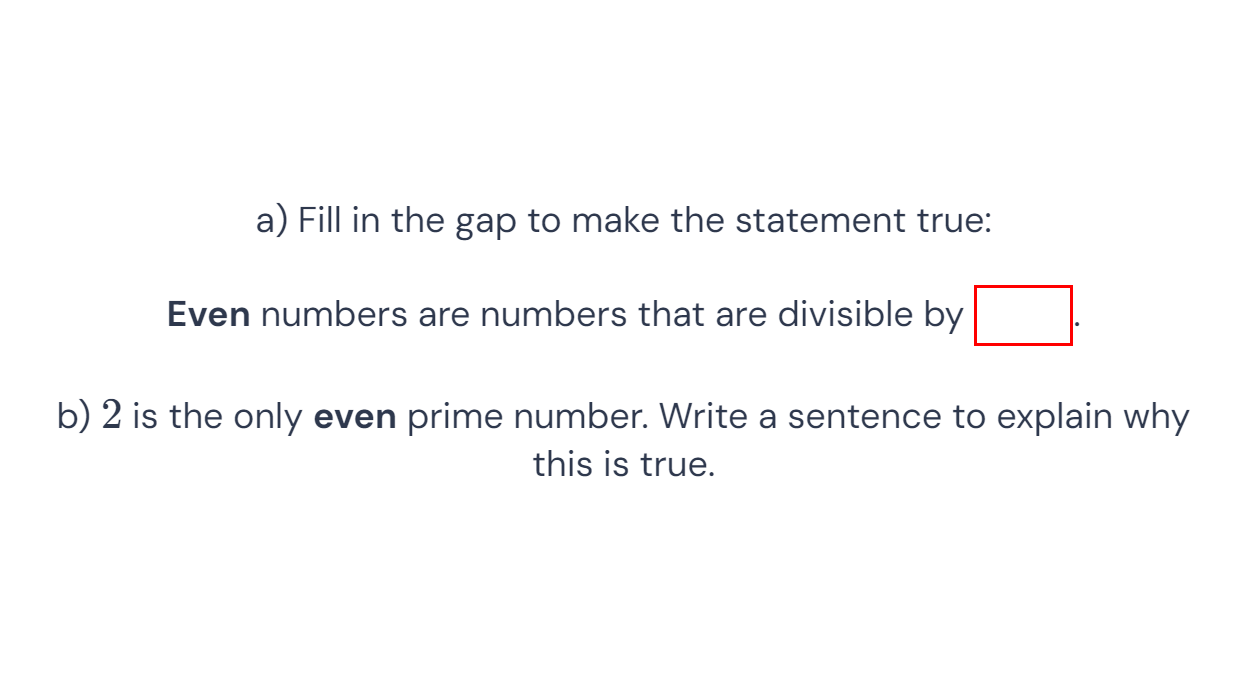 a) Fill in the gap to make the statement true:
Even numbers are numbers that are divisible by .
b) 2 is the only even prime number. Write a sentence to explain why
this is true.